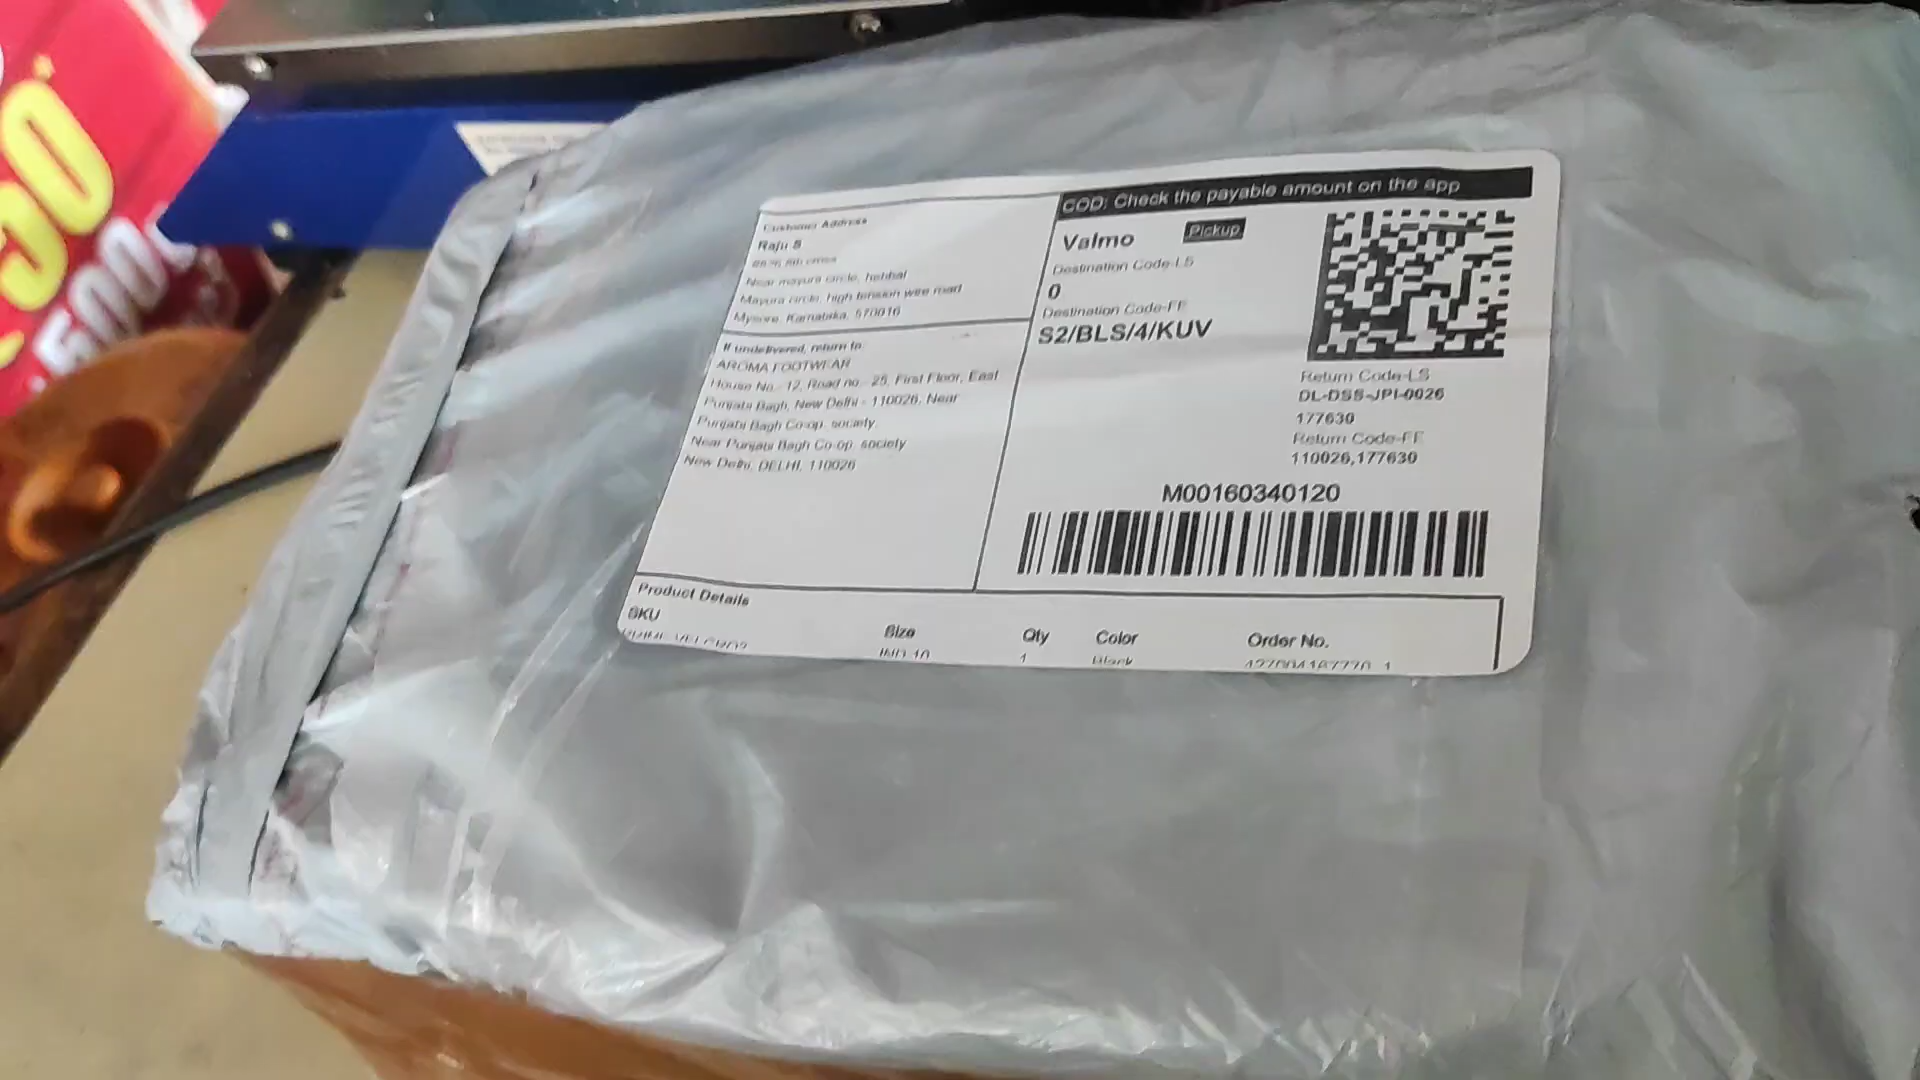 50
500
COD: Check the payable amount on the app
Customer Address
Raju S
Near mayura circle, hebbal
Mayura circle, high tension wire road
Mysore, Karnataka, 570016
If undelivered, return to:
AROMA FOOTWEAR
House No.- 12, Road no.- 25, First Floor, East
Punjabi Bagh, New Delhi - 110026, Near
Punjabi Bagh Co-op. society.
Near Punjabi Bagh Co-op. society
New Delhi, DELHI, 110026
Valmo
Pickup
Destination Code-LS
0
Destination Code-FF
S2/BLS/4/KUV
Return Code-LS
DL-DSS-JPI-0026
177630
Return Code-FF
110026,177630
M00160340120
Product Details
SKU Size Qty Color Order No.
IND-10 1 Black